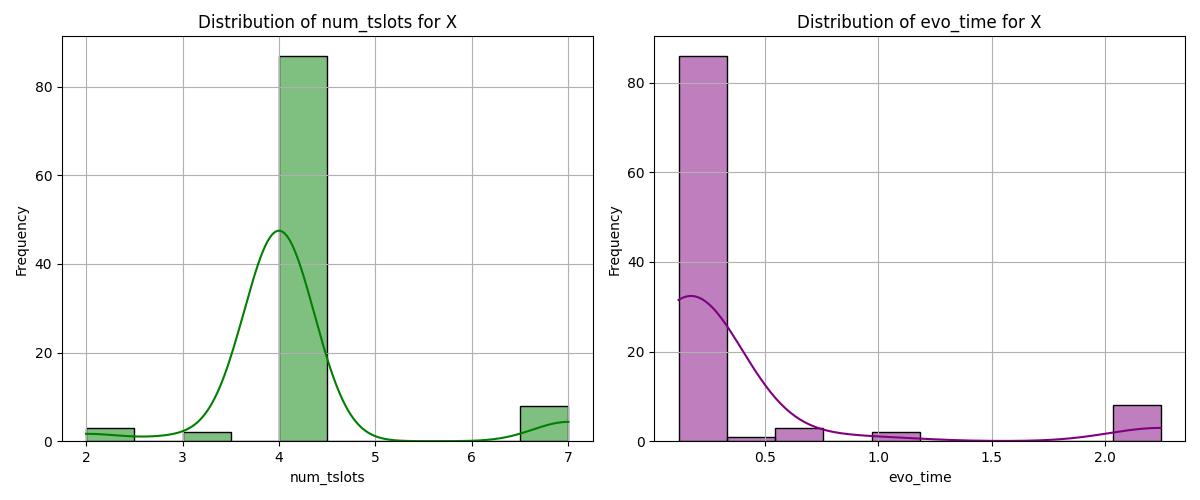 Distribution of num_tslots for X
Frequency
80
60
40
20
0
2 3 4 5 6 7
num_tslots
Distribution of evo_time for X
Frequency
80
60
40
20
0
0.5 1.0 1.5 2.0
evo_time